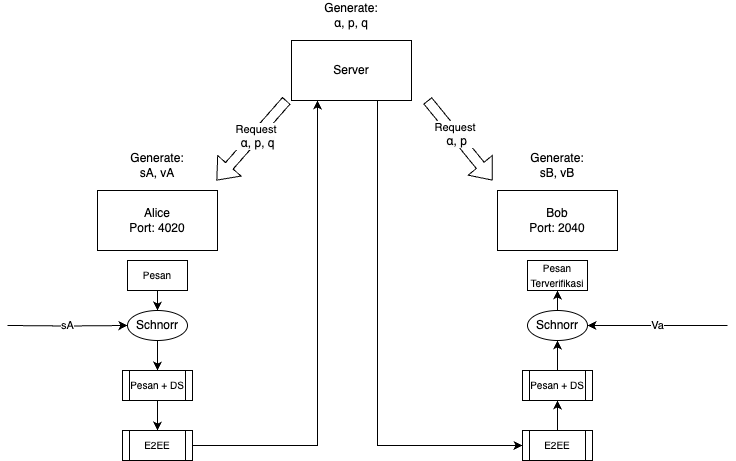 Generate:
α, p, q
Server
Request
α, p, q
Request
α, p
Generate:
sA, vA
Generate:
sB, vB
Alice
Port: 4020
Bob
Port: 2040
Pesan
Pesan
Terverifikasi
sA
Schnorr
Schnorr
Va
Pesan + DS
Pesan + DS
E2EE
E2EE